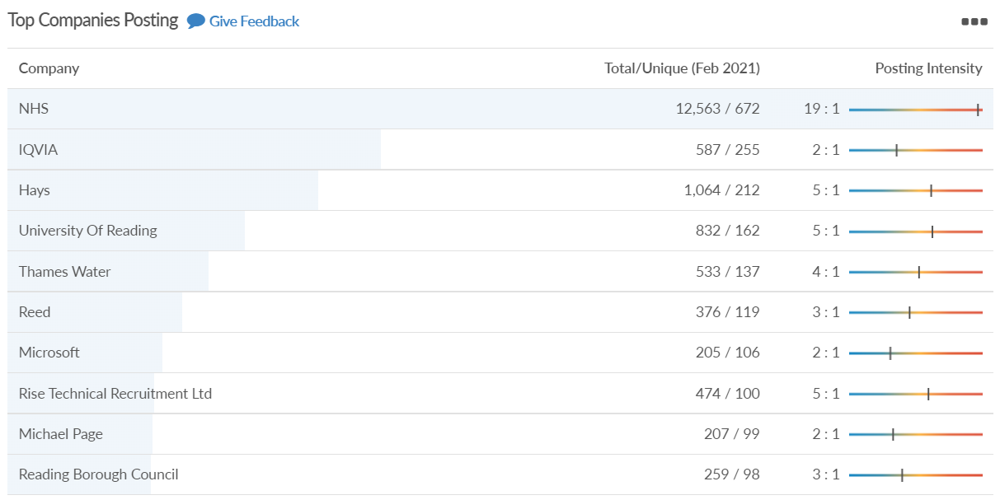 Top Companies Posting Give Feedback
Company Total/Unique (Feb 2021) Posting Intensity
NHS 12,563 / 672 19 : 1
IQVIA 587 / 255 2 : 1
Hays 1,064 / 212 5 : 1
University Of Reading 832 / 162 5 : 1
Thames Water 533 / 137 4 : 1
Reed 376 / 119 3 : 1
Microsoft 205 / 106 2 : 1
Rise Technical Recruitment Ltd 474 / 100 5 : 1
Michael Page 207 / 99 2 : 1
Reading Borough Council 259 / 98 3 : 1